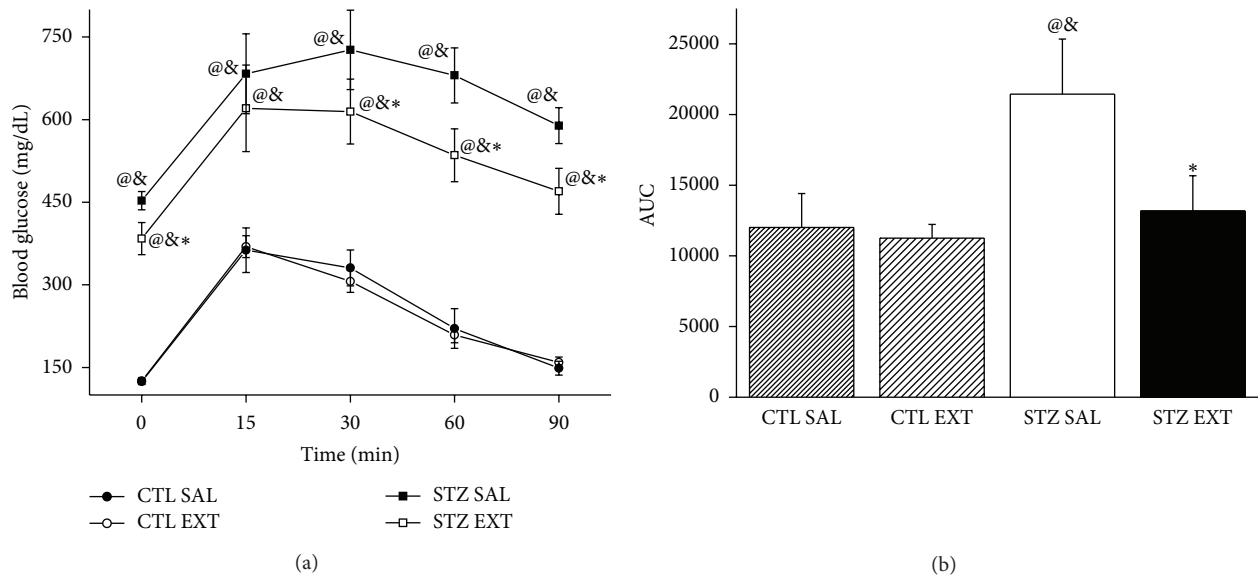 750
600
450
300
150
Blood glucose (mg/dL)
@&
@&
@&
@&
@&
@&
@&*
@&*
@&*
@&*
0
15
30
60
90
Time (min)
CTL SAL
CTL EXT
STZ SAL
STZ EXT
(a)
25000
20000
15000
10000
5000
0
AUC
@&
*
CTL SAL
CTL EXT
STZ SAL
STZ EXT
(b)